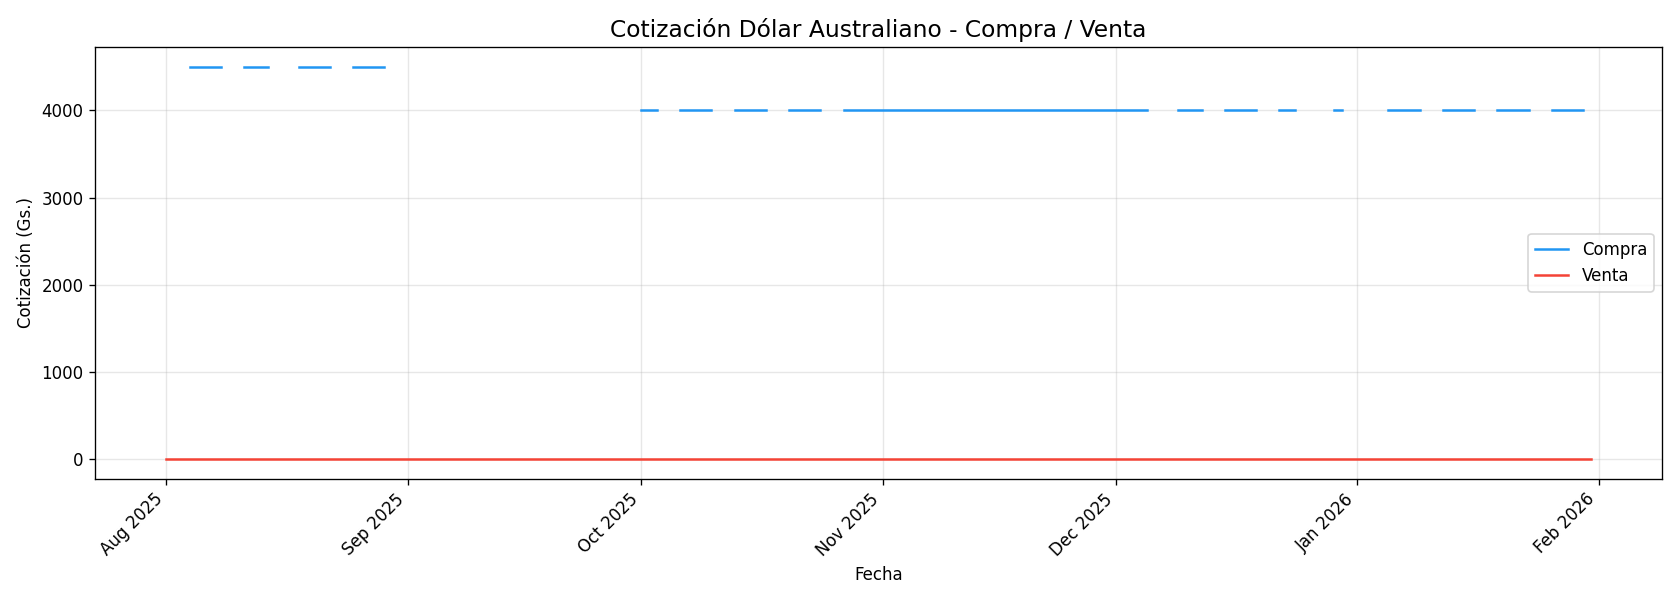 Cotización Dólar Australiano - Compra / Venta
Cotización (Gs.)
4000
3000
2000
1000
0
Compra
Venta
Aug 2025
Sep 2025
Oct 2025
Nov 2025
Dec 2025
Jan 2026
Feb 2026
Fecha